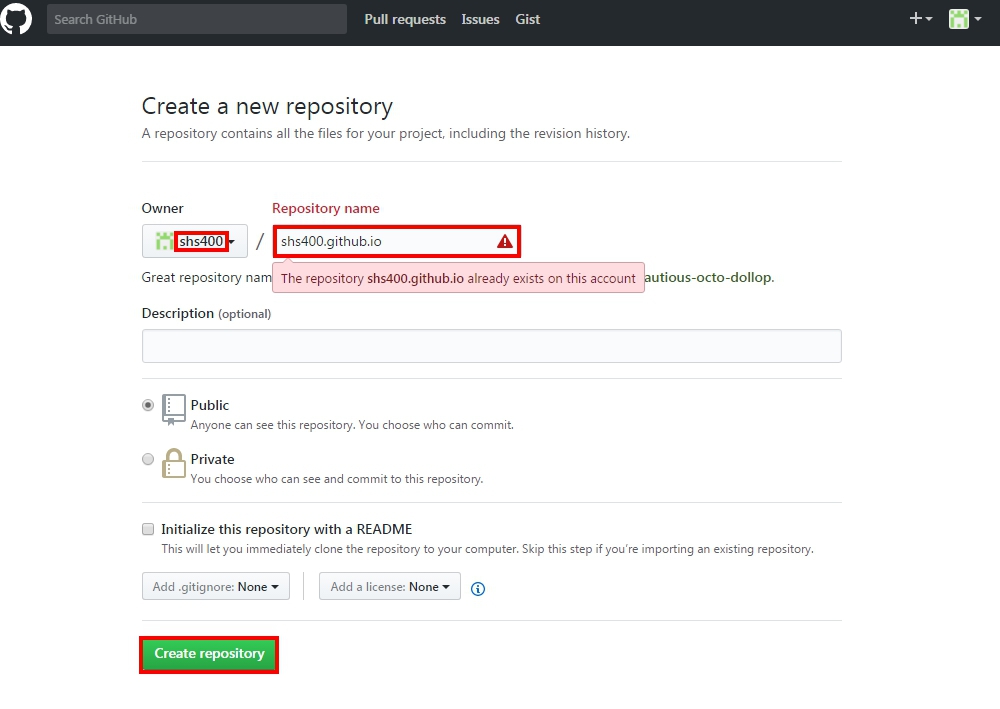 Search GitHub Pull requests Issues Gist
Create a new repository
A repository contains all the files for your project, including the revision history.
Owner Repository name
shs400 / shs400.github.io
The repository shs400.github.io already exists on this account
Great repository nam autious-octo-dollop.
Description (optional)
Public
Anyone can see this repository. You choose who can commit.
Private
You choose who can see and commit to this repository.
Initialize this repository with a README
This will let you immediately clone the repository to your computer. Skip this step if you’re importing an existing repository.
Add .gitignore: None Add a license: None
Create repository